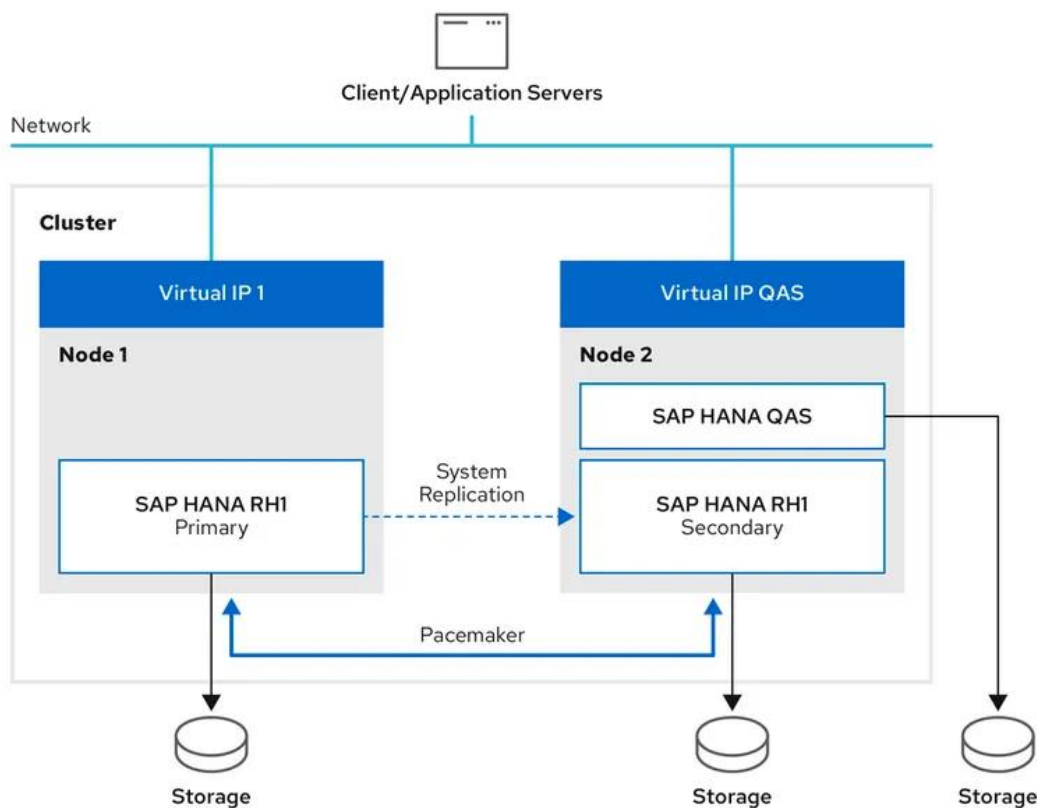 Client/Application Servers
Network
Cluster
Virtual IP 1
Virtual IP QAS
Node 1
Node 2
SAP HANA QAS
System
Replication
SAP HANA RH1
Primary
SAP HANA RH1
Secondary
Pacemaker
Storage
Storage
Storage